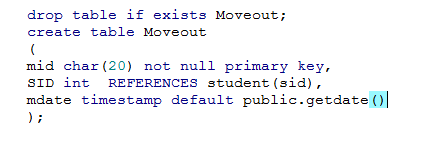 drop table if exists Moveout;
create table Moveout
(
mid char(20) not null primary key,
SID int  REFERENCES student(sid),
mdate timestamp default public.getdate()
);